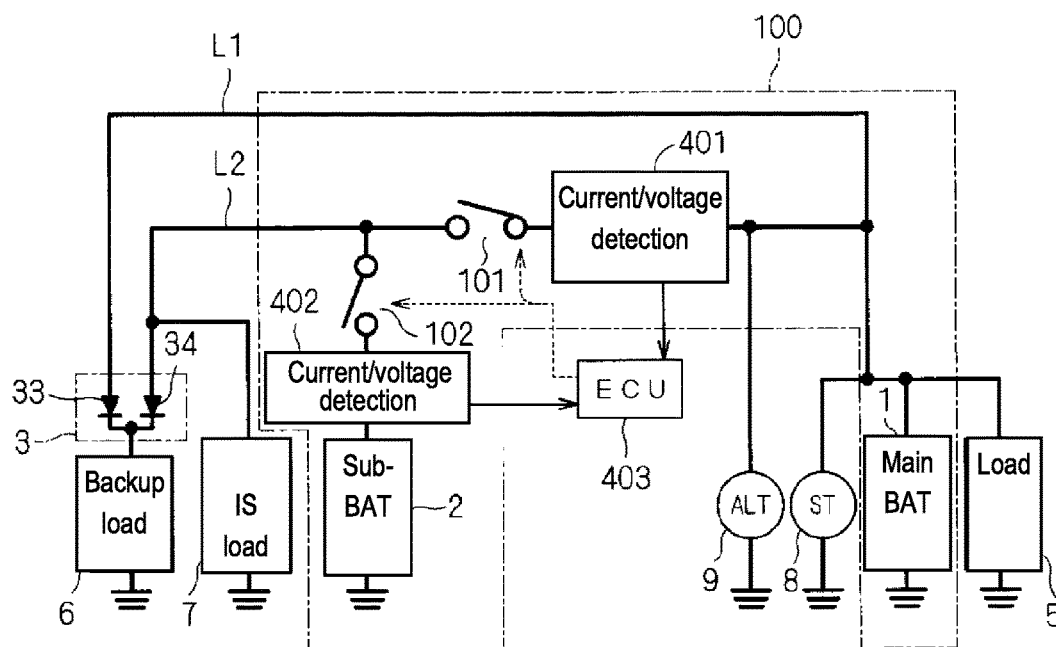 100
L1
L2
401
Current/voltage
detection
101
402
102
34
33
Current/voltage
detection
ECU
403
1
3
Backup
load
IS
load
Sub-
BAT
2
ALT
ST
Main
BAT
Load
6
7
9
8
5